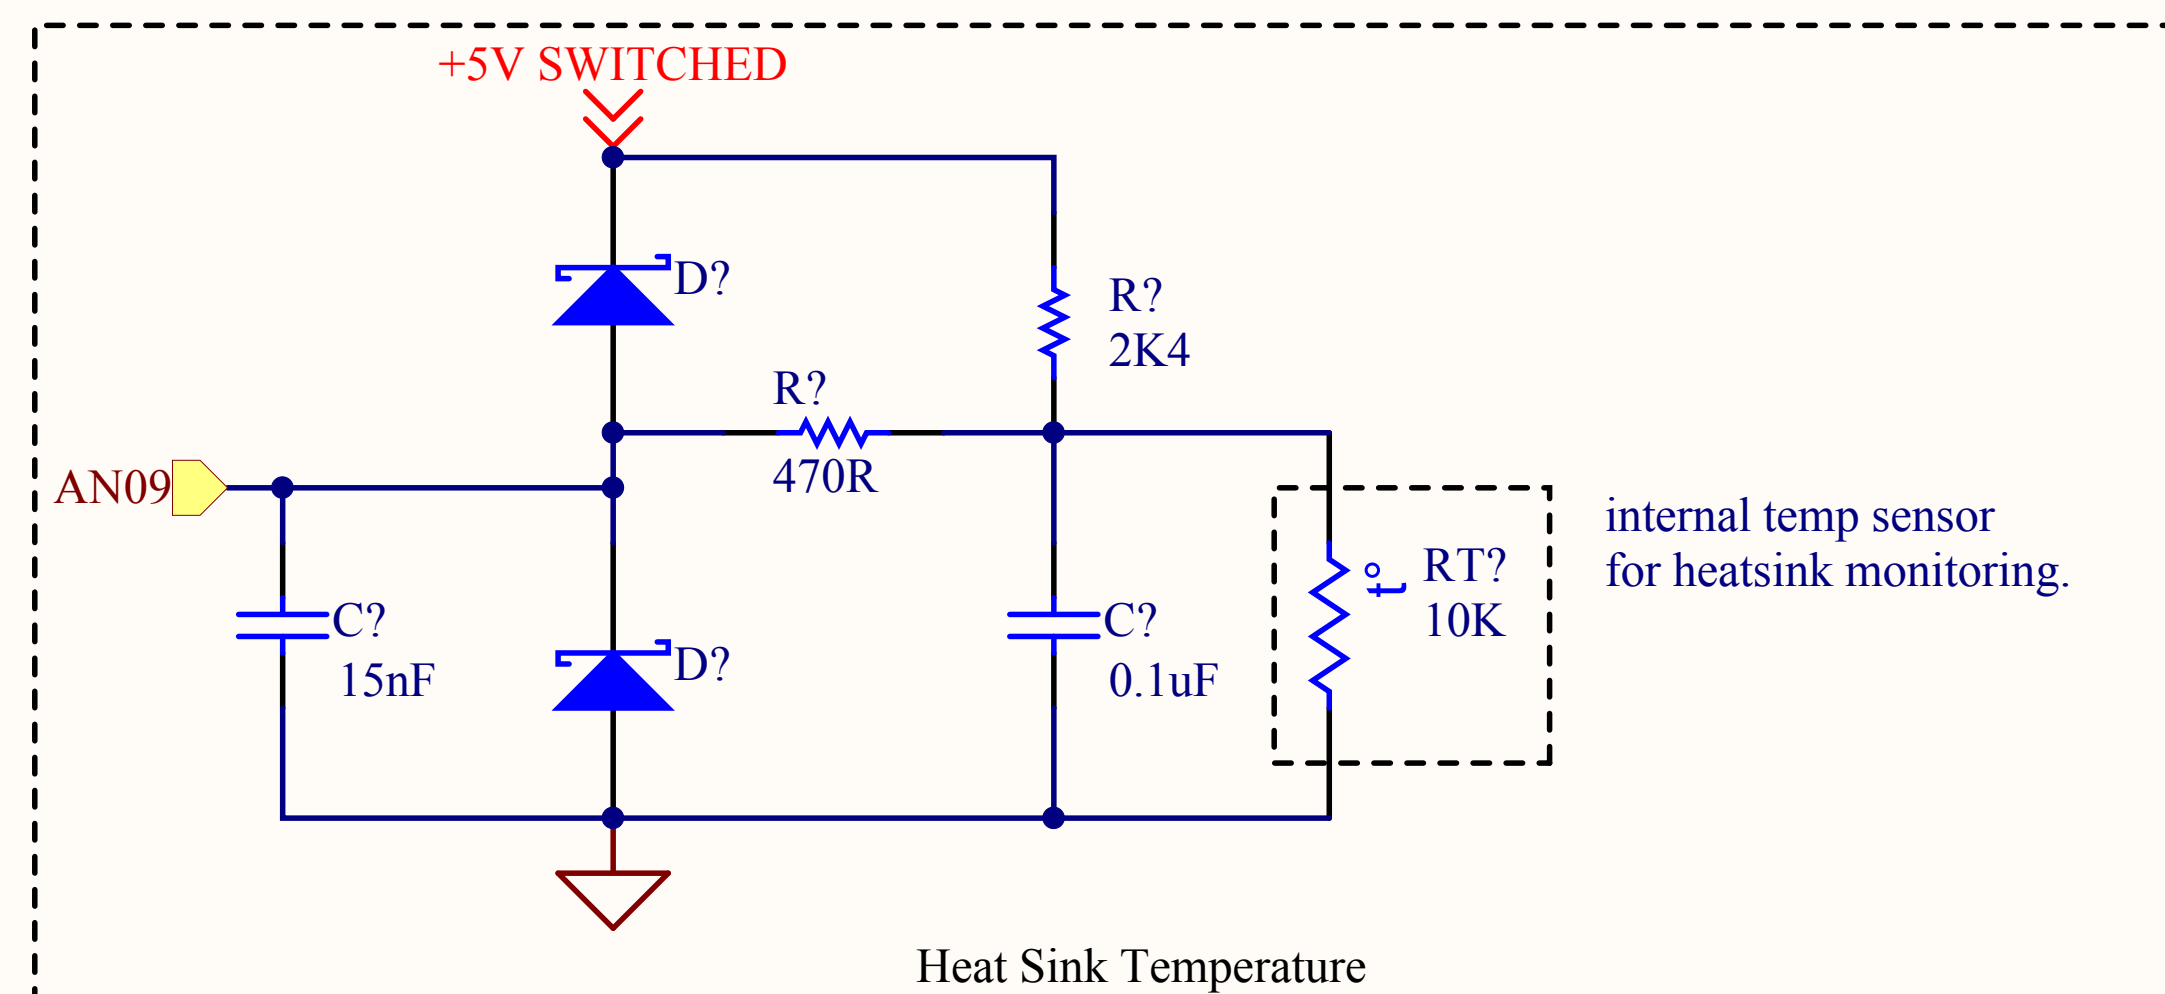 +5V SWITCHED
D?
R?
2K4
R?
470R
AN09
internal temp sensor
for heatsink monitoring.
t°
RT?
10K
C?
15nF
D?
C?
0.1uF
Heat Sink Temperature